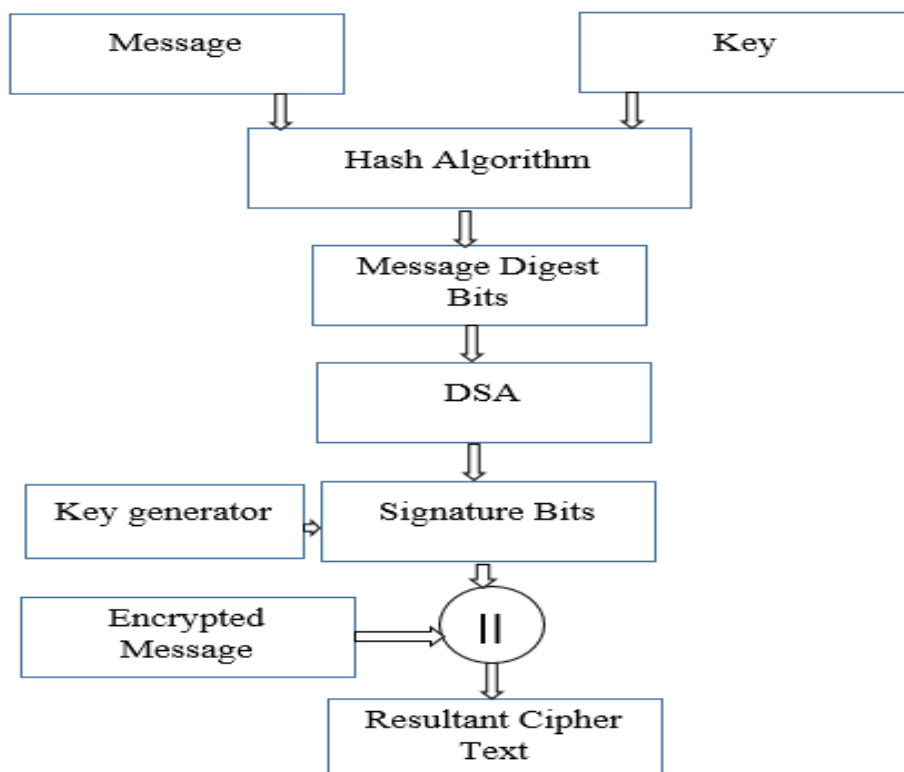 Message
Key
Hash Algorithm
Message Digest
Bits
DSA
Key generator
Signature Bits
Encrypted
Message
||
Resultant Cipher
Text